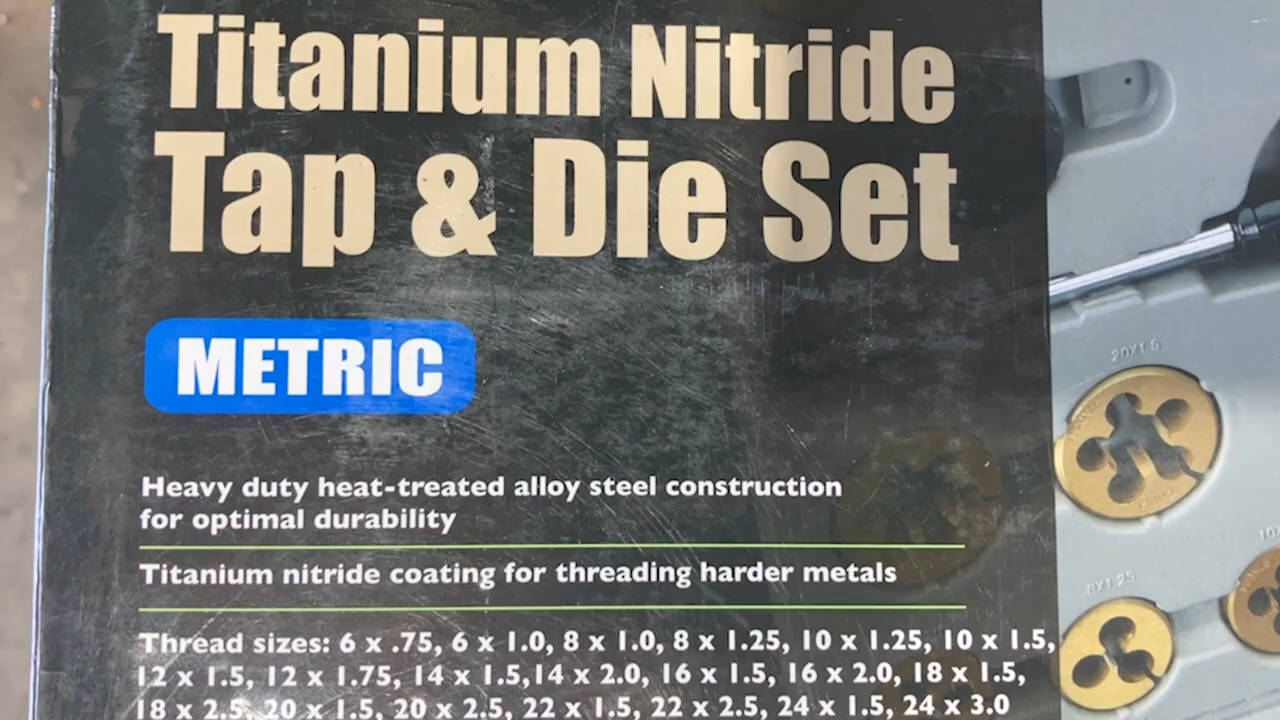 Titanium Nitride
Tap & Die Set
METRIC
Heavy duty heat-treated alloy steel construction
for optimal durability
Titanium nitride coating for threading harder metals
Thread sizes: 6 x .75, 6 x 1.0, 8 x 1.0, 8 x 1.25, 10 x 1.25, 10 x 1.5,
12 x 1.5, 12 x 1.75, 14 x 1.5,14 x 2.0, 16 x 1.5, 16 x 2.0, 18 x 1.5,
18 x 2.5, 20 x 1.5, 20 x 2.5, 22 x 1.5, 22 x 2.5, 24 x 1.5, 24 x 3.0
20X1.5
8X1.25